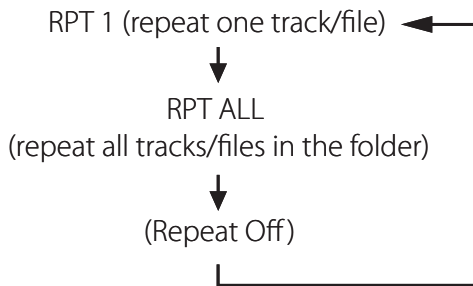 RPT 1 (repeat one track/file)
RPT ALL
(repeat all tracks/files in the folder)
(Repeat Off)